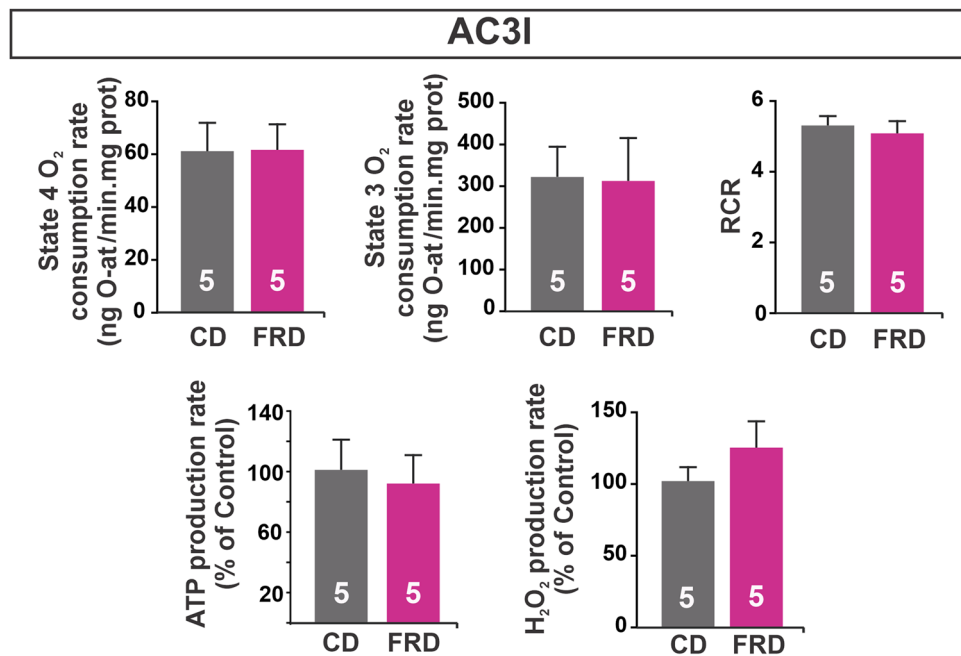 AC3I
State 4 O₂
consumption rate
(ng O-at/min.mg prot)
80
60
40
20
0
5
5
CD
FRD
State 3 O₂
consumption rate
(ng O-at/min.mg prot)
500
400
300
200
100
0
5
5
CD
FRD
RCR
6
4
2
0
5
5
CD
FRD
ATP production rate
(% of Control)
140
100
60
20
5
5
CD
FRD
H₂O₂ production rate
(% of Control)
150
100
50
0
5
5
CD
FRD